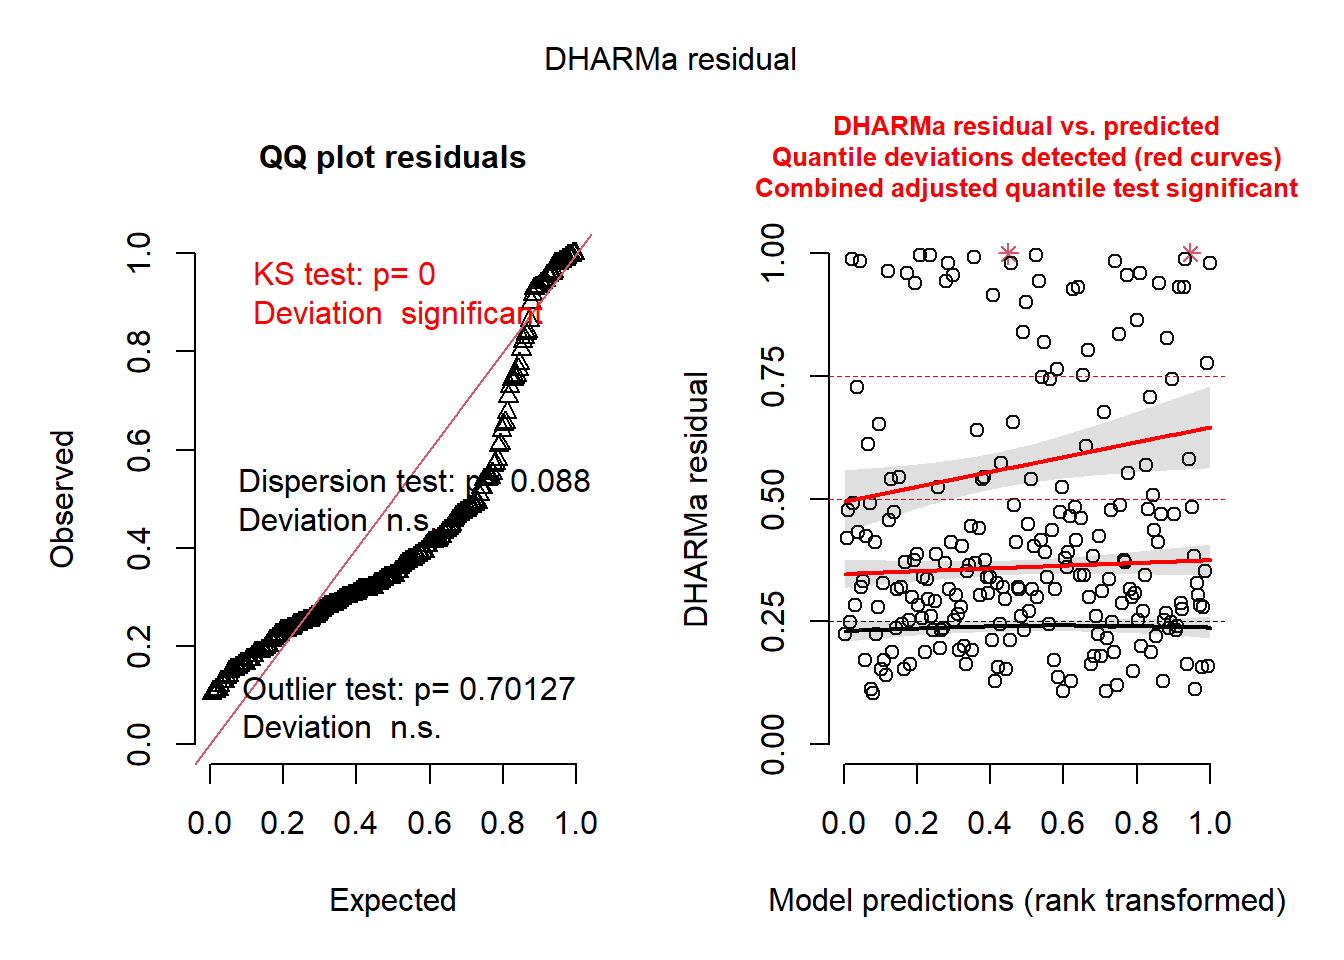 DHARMa residual
QQ plot residuals
KS test: p= 0
Deviation  significant
Dispersion test: p= 0.088
Deviation  n.s.
Outlier test: p= 0.70127
Deviation  n.s.
Observed
0.0 0.2 0.4 0.6 0.8 1.0
0.0 0.2 0.4 0.6 0.8 1.0
Expected
DHARMa residual vs. predicted
Quantile deviations detected (red curves)
Combined adjusted quantile test significant
DHARMa residual
0.00 0.25 0.50 0.75 1.00
0.0 0.2 0.4 0.6 0.8 1.0
Model predictions (rank transformed)